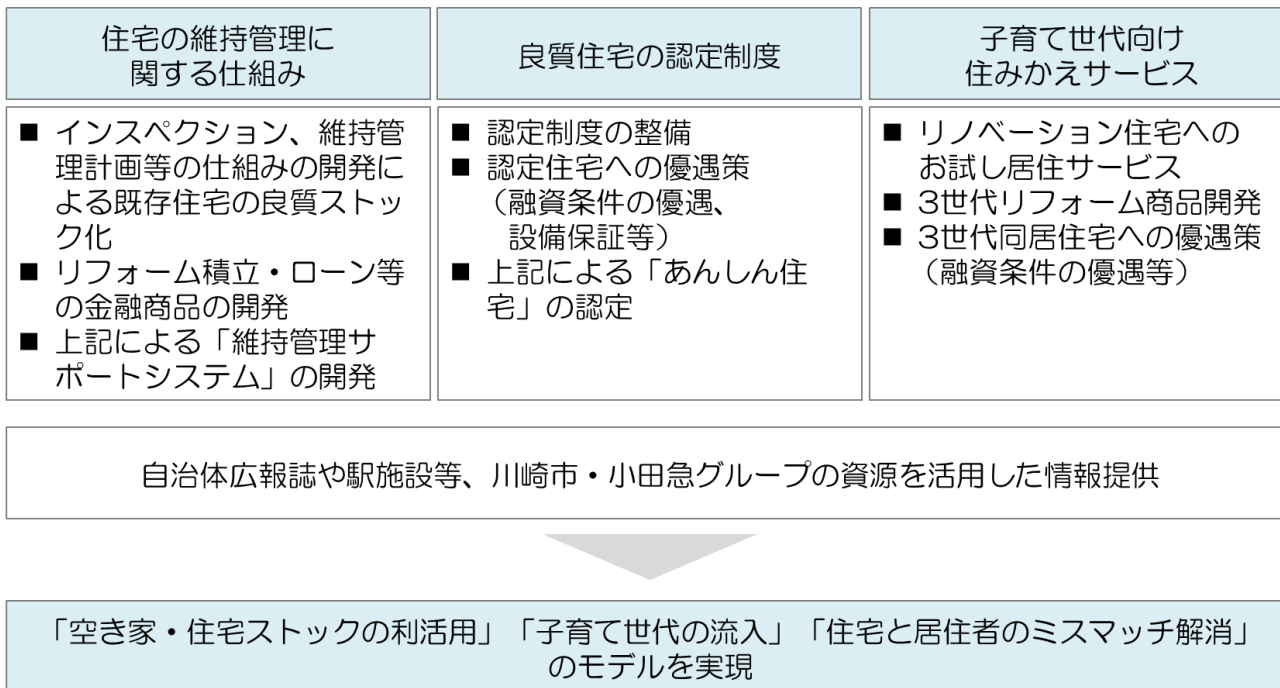 住宅の維持管理に
関する仕組み
■ インスペクション、維持管
理計画等の仕組みの開発に
よる既存住宅の良質ストッ
ク化
■ リフォーム積立・ローン等
の金融商品の開発
■ 上記による「維持管理サ
ポートシステム」の開発
良質住宅の認定制度
■ 認定制度の整備
■ 認定住宅への優遇策
（融資条件の優遇、
設備保証等）
■ 上記による「あんしん住
宅」の認定
子育て世代向け
住みかえサービス
■ リノベーション住宅への
お試し居住サービス
■ 3世代リフォーム商品開発
■ 3世代同居住宅への優遇策
（融資条件の優遇等）
自治体広報誌や駅施設等、川崎市・小田急グループの資源を活用した情報提供
「空き家・住宅ストックの利活用」「子育て世代の流入」「住宅と居住者のミスマッチ解消」
のモデルを実現